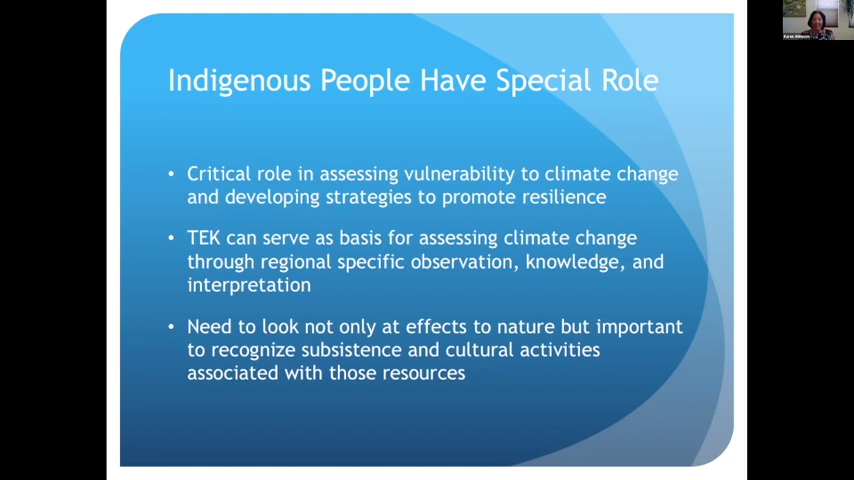 Indigenous People Have Special Role
• Critical role in assessing vulnerability to climate change
and developing strategies to promote resilience
• TEK can serve as basis for assessing climate change
through regional specific observation, knowledge, and
interpretation
• Need to look not only at effects to nature but important
to recognize subsistence and cultural activities
associated with those resources